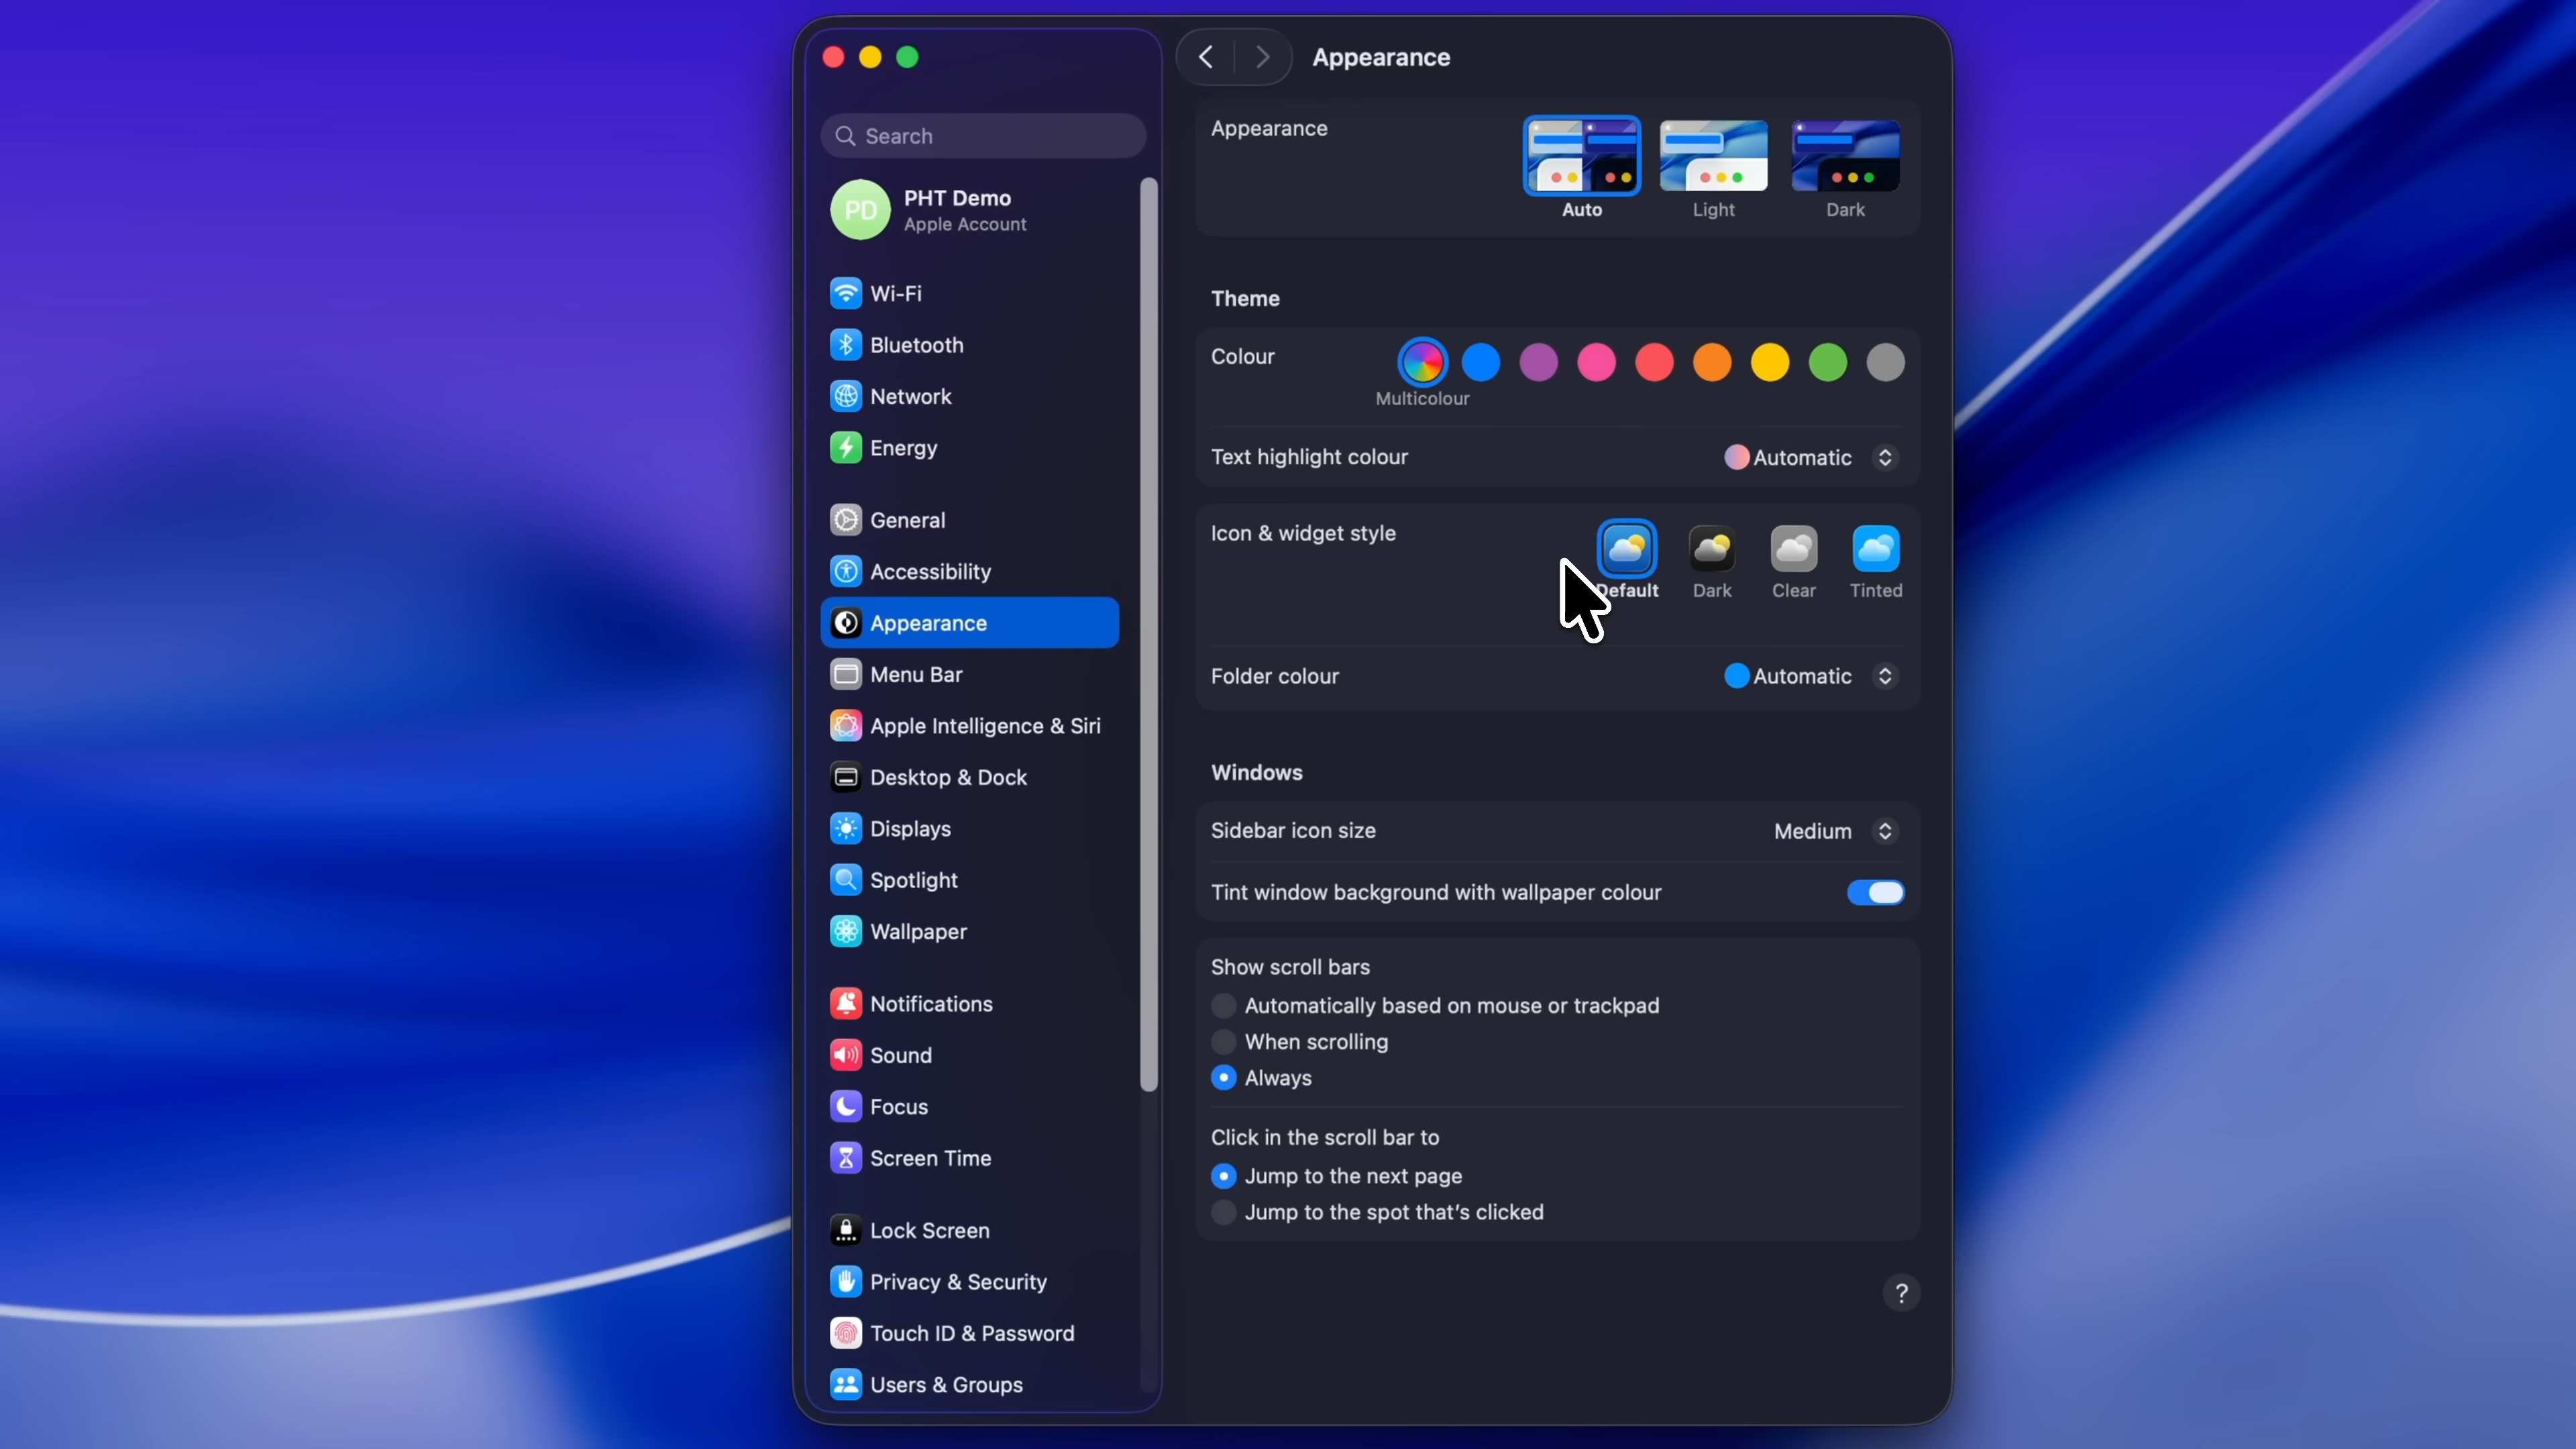 Search
PD
PHT Demo
Apple Account
Wi-Fi
Bluetooth
Network
Energy
General
Accessibility
Appearance
Menu Bar
Apple Intelligence & Siri
Desktop & Dock
Displays
Spotlight
Wallpaper
Notifications
Sound
Focus
Screen Time
Lock Screen
Privacy & Security
Touch ID & Password
Users & Groups
Appearance
Appearance
Auto Light Dark
Theme
Colour
Multicolour
Text highlight colour Automatic
Icon & widget style
Default Dark Clear Tinted
Folder colour Automatic
Windows
Sidebar icon size Medium
Tint window background with wallpaper colour
Show scroll bars
Automatically based on mouse or trackpad
When scrolling
Always
Click in the scroll bar to
Jump to the next page
Jump to the spot that’s clicked
?